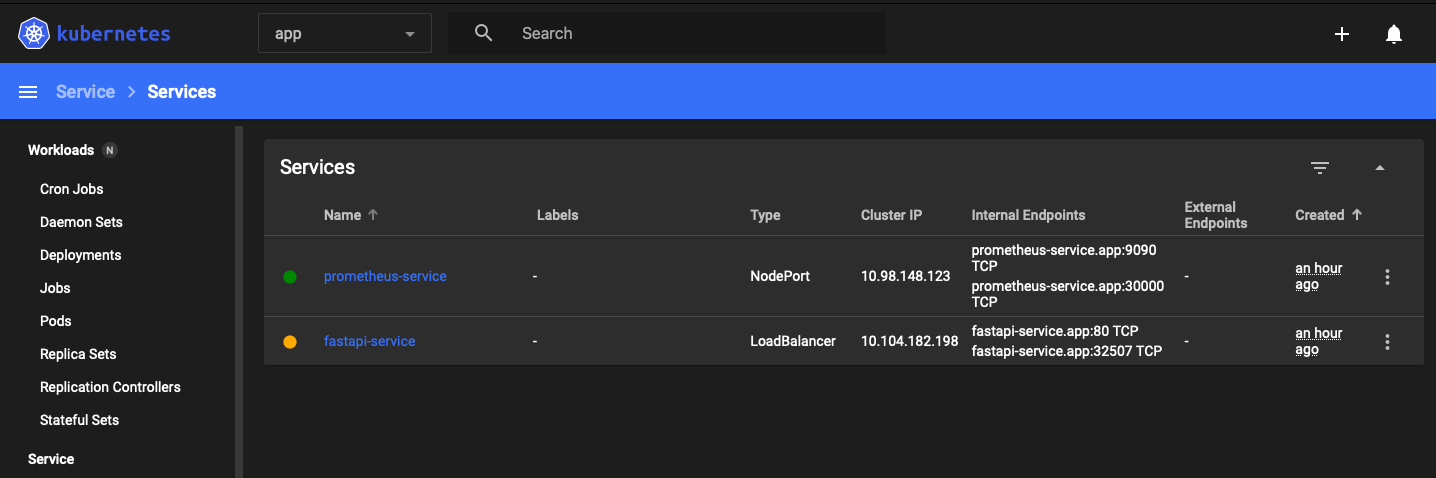 kubernetes
app
Search
Service
Services
Workloads N
Cron Jobs
Daemon Sets
Deployments
Jobs
Pods
Replica Sets
Replication Controllers
Stateful Sets
Service
Services
Name Labels Type Cluster IP Internal Endpoints External Endpoints Created
prometheus-service - NodePort 10.98.148.123 prometheus-service.app:9090 TCP
prometheus-service.app:30000 TCP
- an hour ago
fastapi-service - LoadBalancer 10.104.182.198 fastapi-service.app:80 TCP
fastapi-service.app:32507 TCP
- an hour ago